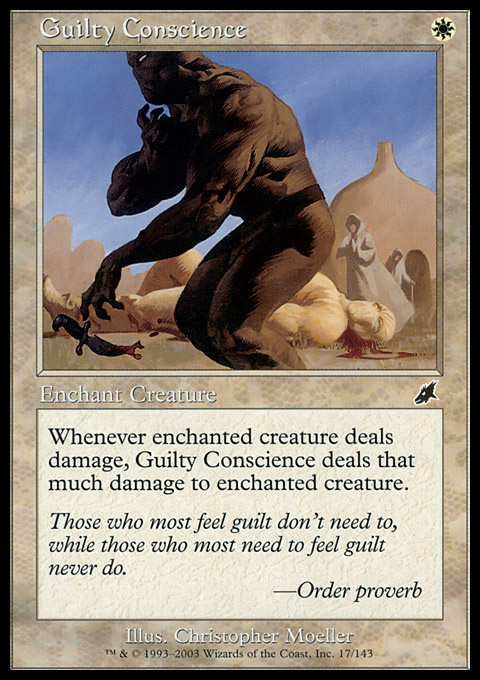 Guilty Conscience
Enchant Creature
Whenever enchanted creature deals
damage, Guilty Conscience deals that
much damage to enchanted creature.
Those who most feel guilt don't need to,
while those who most need to feel guilt
never do.
—Order proverb
Illus. Christopher Moeller
™ & © 1993–2003 Wizards of the Coast, Inc. 17/143